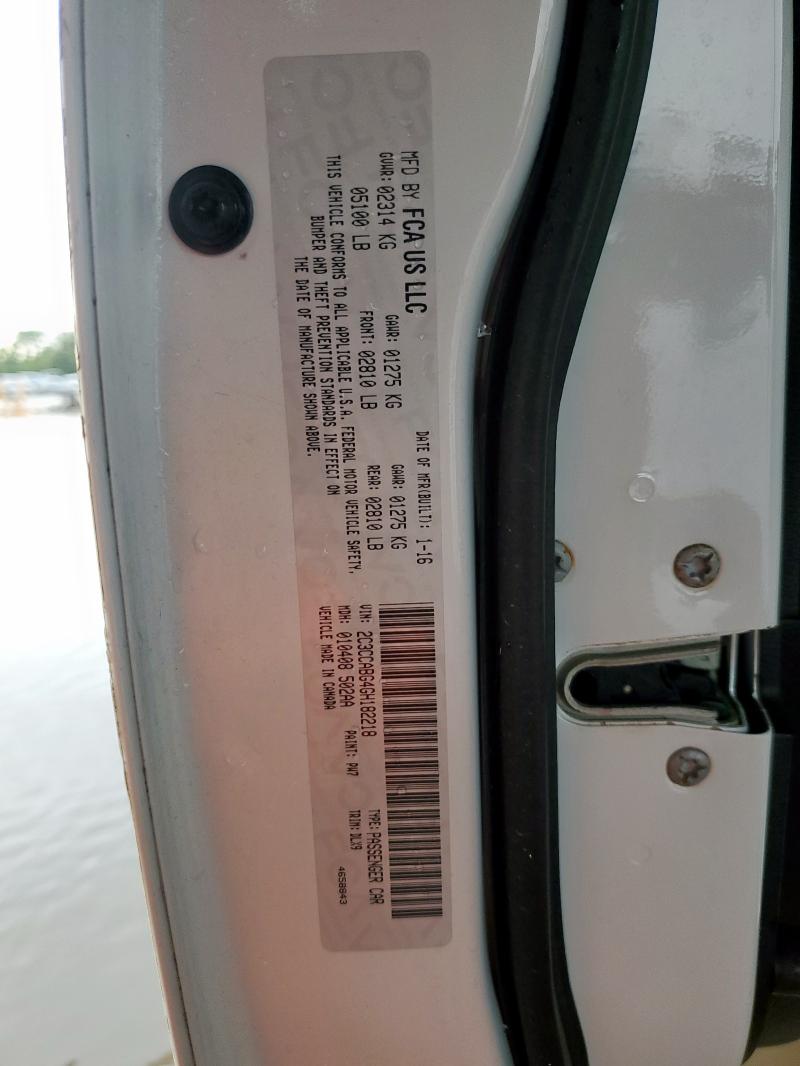 MFD BY FCA US LLC
DATE OF MFR(BUILT): 1-16
GVWR: 02314 KG
GAWR: 01275 KG
GAWR: 01275 KG
05100 LB
FRONT: 02810 LB
REAR: 02810 LB
THIS VEHICLE CONFORMS TO ALL APPLICABLE U.S.A. FEDERAL MOTOR VEHICLE SAFETY,
BUMPER AND THEFT PREVENTION STANDARDS IN EFFECT ON
THE DATE OF MANUFACTURE SHOWN ABOVE.
VIN: 2C3CCABG4GH182218
TYPE: PASSENGER CAR
MDH: 010408 502AA
PAINT: PW7
TRIM: DLX9
VEHICLE MADE IN CANADA
4658843